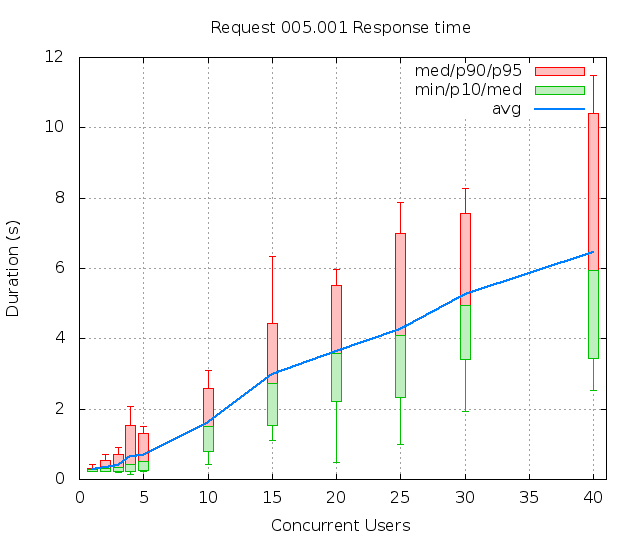 Request 005.001 Response time
med/p90/p95
min/p10/med
avg
12
10
8
6
4
2
0
Duration (s)
0 5 10 15 20 25 30 35 40
Concurrent Users